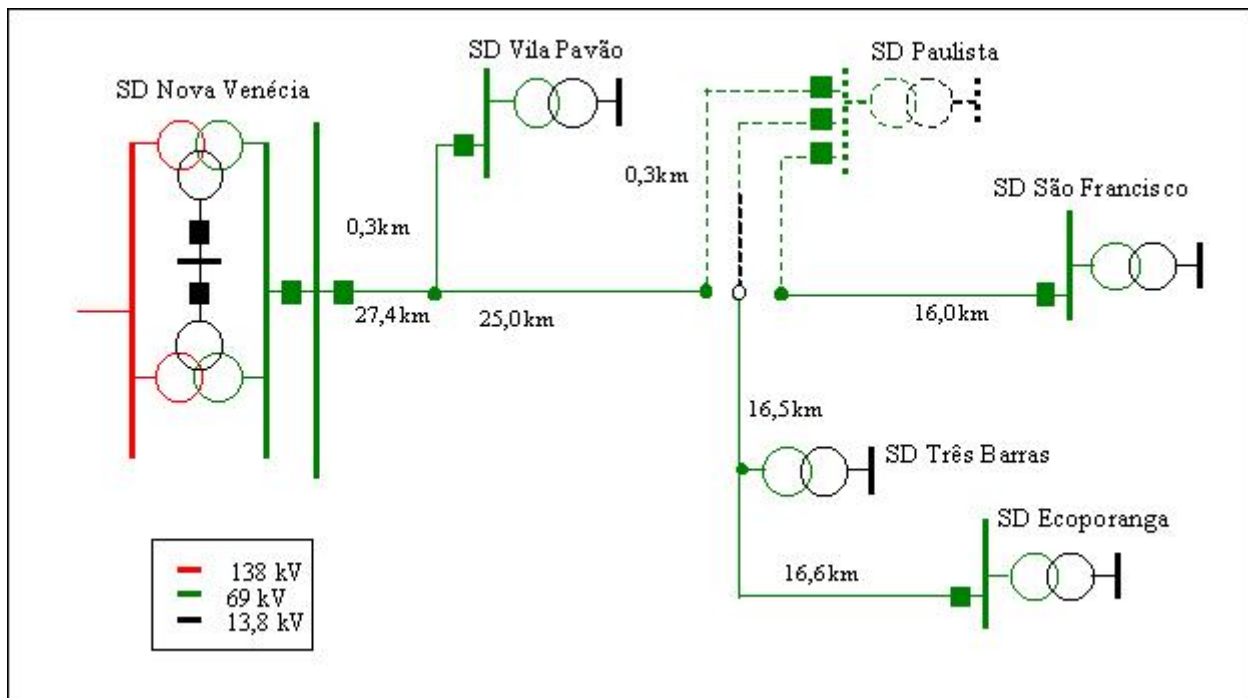 SD Vila Pavão
SD Paulista
SD Nova Venécia
0,3km
SD São Francisco
0,3km
27,4km
25,0km
16,0km
16,5km
SD Três Barras
SD Ecoporanga
16,6km
138 kV
69 kV
13,8 kV